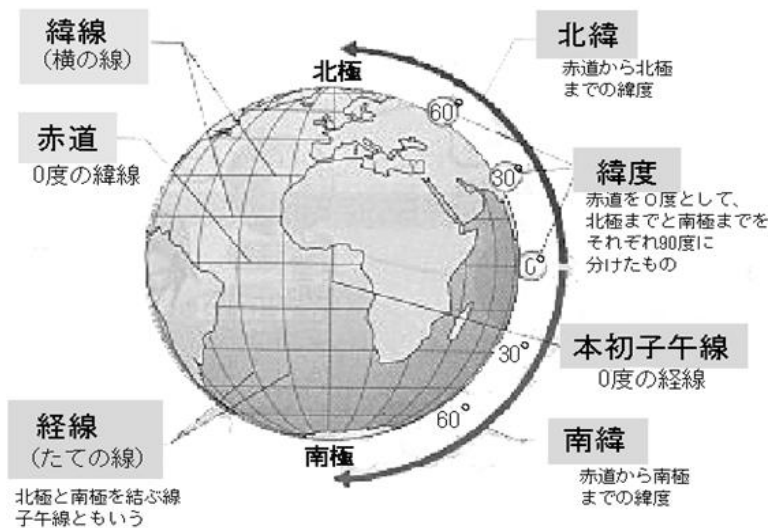 緯線
(横の線)
赤道
0度の緯線
経線
(たての線)
北極と南極を結ぶ線
子午線ともいう
北極
南極
60°
30°
0°
30°
60°
北緯
赤道から北極
までの緯度
緯度
赤道を0度として、
北極までと南極までを
それぞれ90度に
分けたもの
本初子午線
0度の経線
南緯
赤道から南極
までの緯度